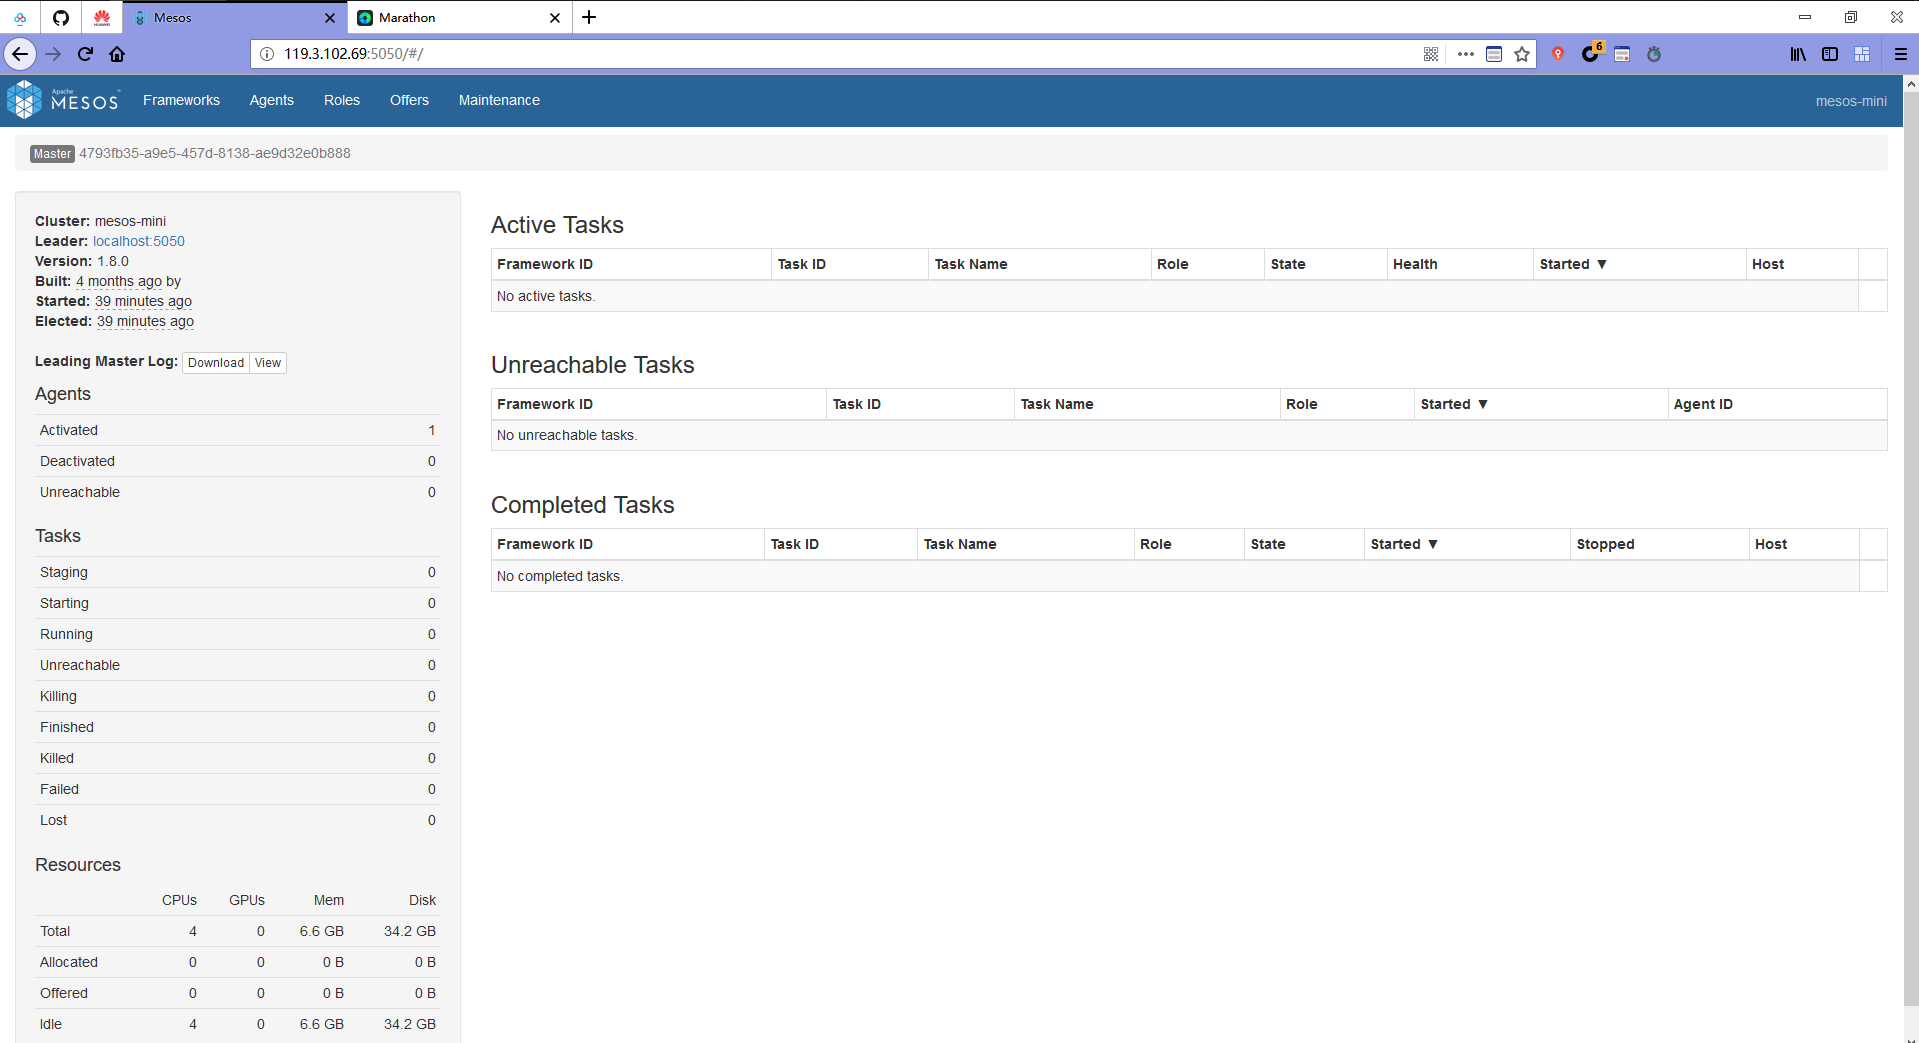 HUAWEI
Mesos
Marathon
119.3.102.69:5050/#/
6
Apache
MESOS™
Frameworks Agents Roles Offers Maintenance
mesos-mini
Master 4793fb35-a9e5-457d-8138-ae9d32e0b888
Cluster: mesos-mini
Leader: localhost:5050
Version: 1.8.0
Built: 4 months ago by
Started: 39 minutes ago
Elected: 39 minutes ago
Leading Master Log: Download View
Agents
Activated 1
Deactivated 0
Unreachable 0
Tasks
Staging 0
Starting 0
Running 0
Unreachable 0
Killing 0
Finished 0
Killed 0
Failed 0
Lost 0
Resources
CPUs GPUs Mem Disk
Total 4 0 6.6 GB 34.2 GB
Allocated 0 0 0 B 0 B
Offered 0 0 0 B 0 B
Idle 4 0 6.6 GB 34.2 GB
Active Tasks
Framework ID Task ID Task Name Role State Health Started ▼ Host
No active tasks.
Unreachable Tasks
Framework ID Task ID Task Name Role Started ▼ Agent ID
No unreachable tasks.
Completed Tasks
Framework ID Task ID Task Name Role State Started ▼ Stopped Host
No completed tasks.